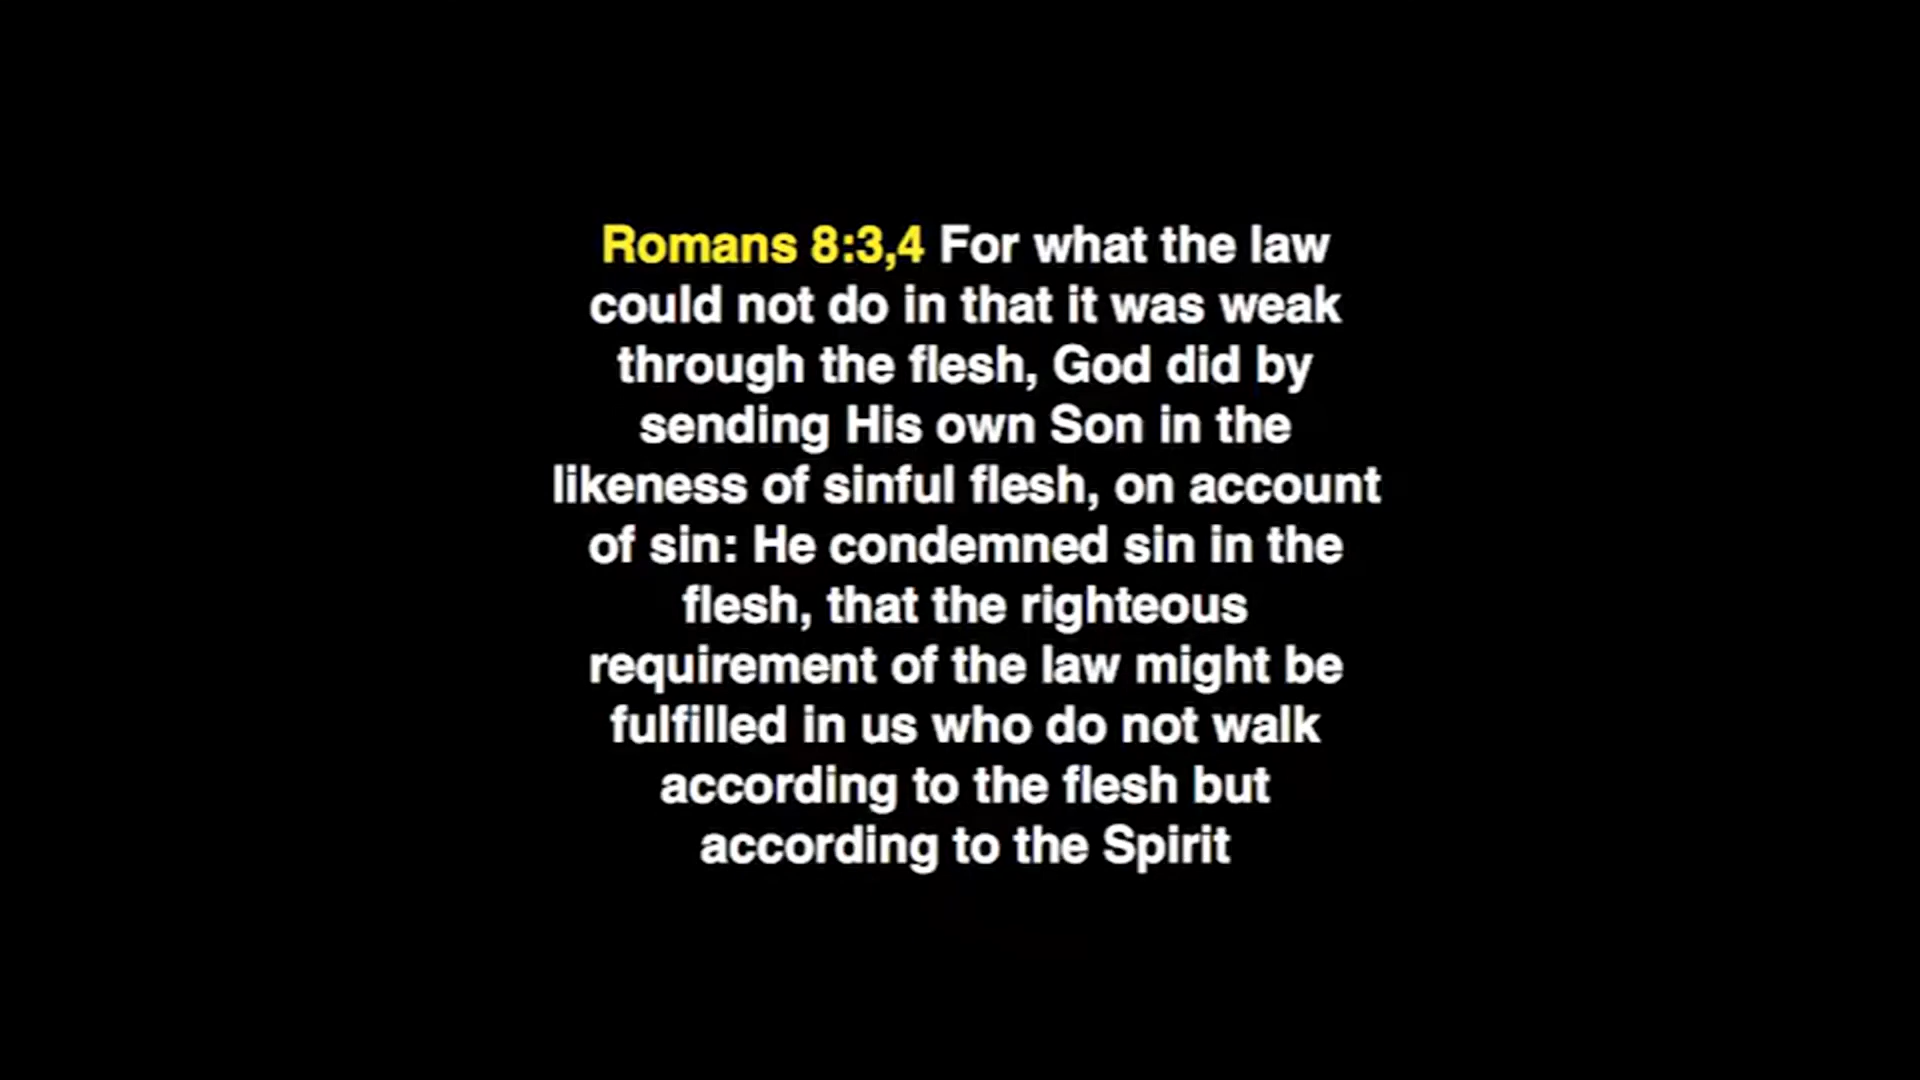 Romans 8:3,4 For what the law
could not do in that it was weak
through the flesh, God did by
sending His own Son in the
likeness of sinful flesh, on account
of sin: He condemned sin in the
flesh, that the righteous
requirement of the law might be
fulfilled in us who do not walk
according to the flesh but
according to the Spirit